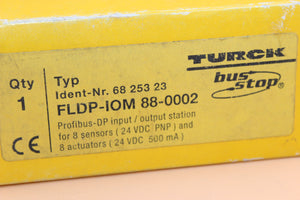 TURCK
bus stop®
Qty
1
CE
Typ
Ident-Nr. 68 253 23
FLDP-IOM 88-0002
Profibus-DP input / output station
for 8 sensors ( 24 VDC PNP ) and
8 actuators ( 24 VDC 500 mA )